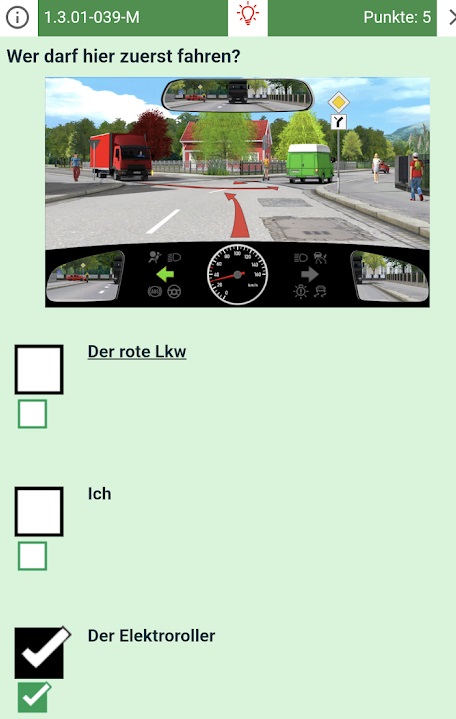 1.3.01-039-M
Punkte: 5
Wer darf hier zuerst fahren?
Der rote Lkw
Ich
Der Elektroroller